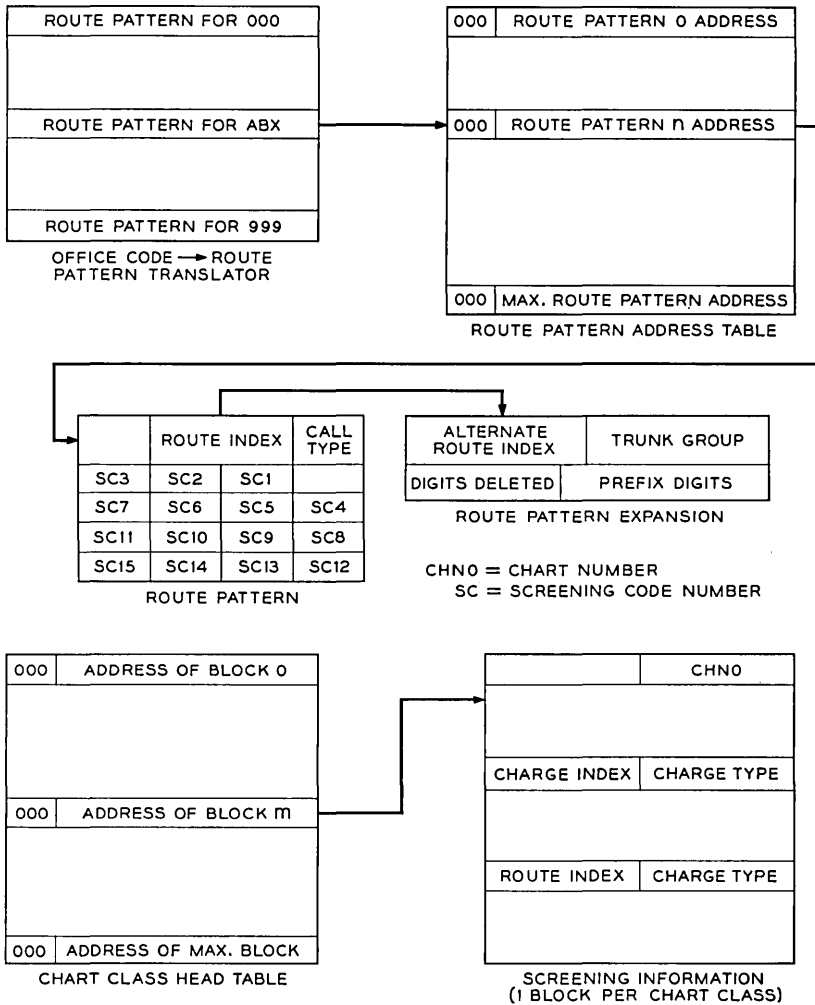 ROUTE PATTERN FOR 000
ROUTE PATTERN FOR ABX
ROUTE PATTERN FOR 999
OFFICE CODE → ROUTE
PATTERN TRANSLATOR
000 ROUTE PATTERN 0 ADDRESS
000 ROUTE PATTERN n ADDRESS
000 MAX. ROUTE PATTERN ADDRESS
ROUTE PATTERN ADDRESS TABLE
ROUTE INDEX CALL TYPE
SC3 SC2 SC1
SC7 SC6 SC5 SC4
SC11 SC10 SC9 SC8
SC15 SC14 SC13 SC12
ROUTE PATTERN
ALTERNATE
ROUTE INDEX
TRUNK GROUP
DIGITS DELETED PREFIX DIGITS
ROUTE PATTERN EXPANSION
CHNO = CHART NUMBER
SC = SCREENING CODE NUMBER
000 ADDRESS OF BLOCK 0
000 ADDRESS OF BLOCK m
000 ADDRESS OF MAX. BLOCK
CHART CLASS HEAD TABLE
CHNO
CHARGE INDEX CHARGE TYPE
ROUTE INDEX CHARGE TYPE
SCREENING INFORMATION
(1 BLOCK PER CHART CLASS)